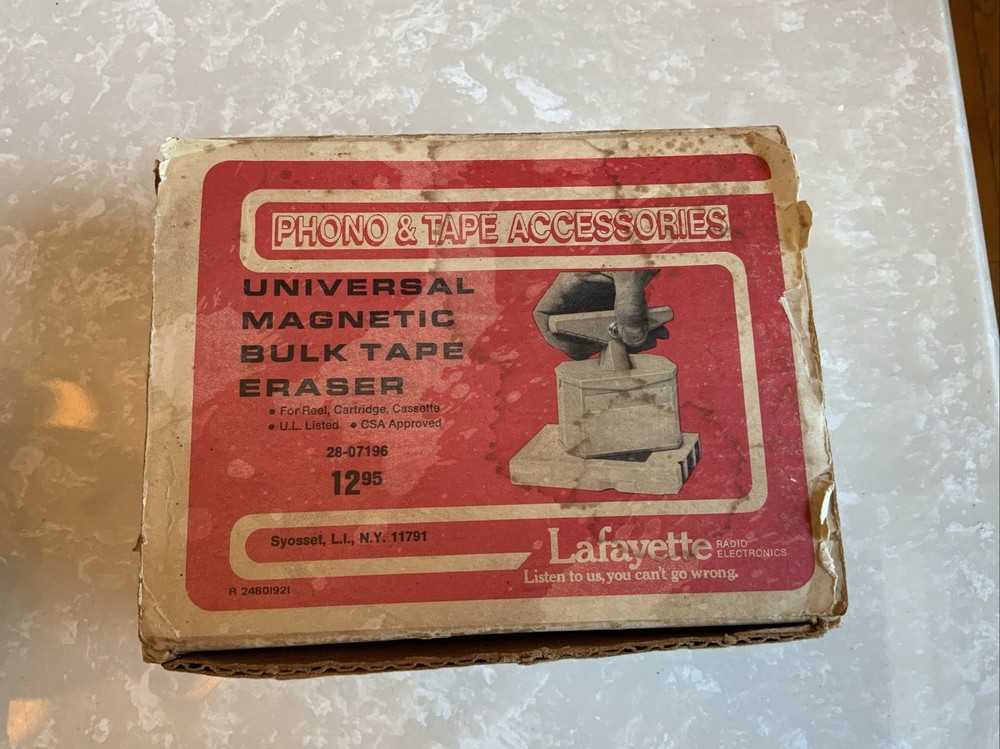 PHONO & TAPE ACCESSORIES
UNIVERSAL
MAGNETIC
BULK TAPE
ERASER
• For Reel, Cartridge, Cassette
• U.L. Listed • CSA Approved
28-07196
12 95
Syosset, L.I., N.Y. 11791
Lafayette RADIO
ELECTRONICS
Listen to us, you can't go wrong.
R 24801921